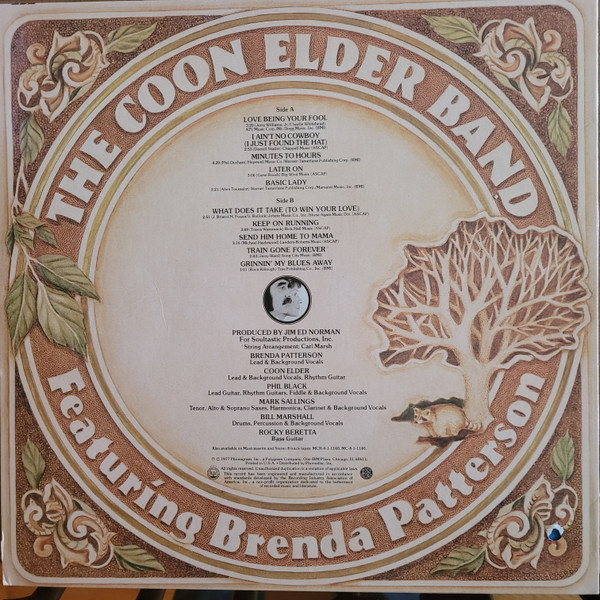 THE COON ELDER BAND
Side A
LOVE BEING YOUR FOOL
I AIN'T NO COWBOY
(I JUST FOUND THE HAT)
MINUTES TO HOURS
LATER ON
BASIC LADY
Side B
WHAT DOES IT TAKE (TO WIN YOUR LOVE)
KEEP ON RUNNING
SEND HIM HOME TO MAMA
TRAIN GONE FOREVER
GRINNIN' MY BLUES AWAY
PRODUCED BY JIM ED NORMAN
For Soultastic Productions, Inc.
String Arrangement: Carl Marsh
BRENDA PATTERSON
Lead & Background Vocals
COON ELDER
Lead & Background Vocals, Rhythm Guitar
PHIL BLACK
Lead Guitar, Rhythm Guitars, Fiddle & Background Vocals
MARK SALLINGS
Tenor, Alto & Soprano Saxes, Harmonica, Clarinet & Background Vocals
BILL MARSHALL
Drums, Percussion & Background Vocals
ROCKY BERETTA
Bass Guitar
Featuring Brenda Patterson